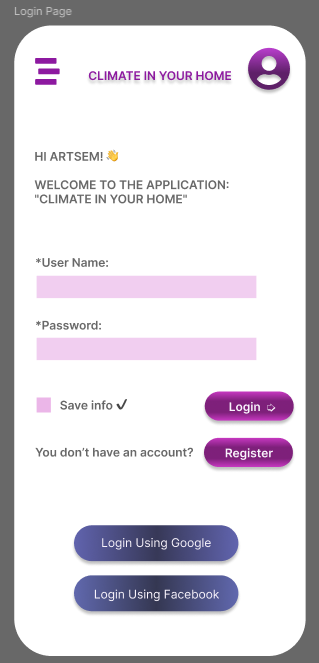 Login Page
CLIMATE IN YOUR HOME
HI ARTSEM! 👋
WELCOME TO THE APPLICATION:
"CLIMATE IN YOUR HOME"
*User Name:
*Password:
Save info ✔
Login ➩
You don’t have an account?
Register
Login Using Google
Login Using Facebook